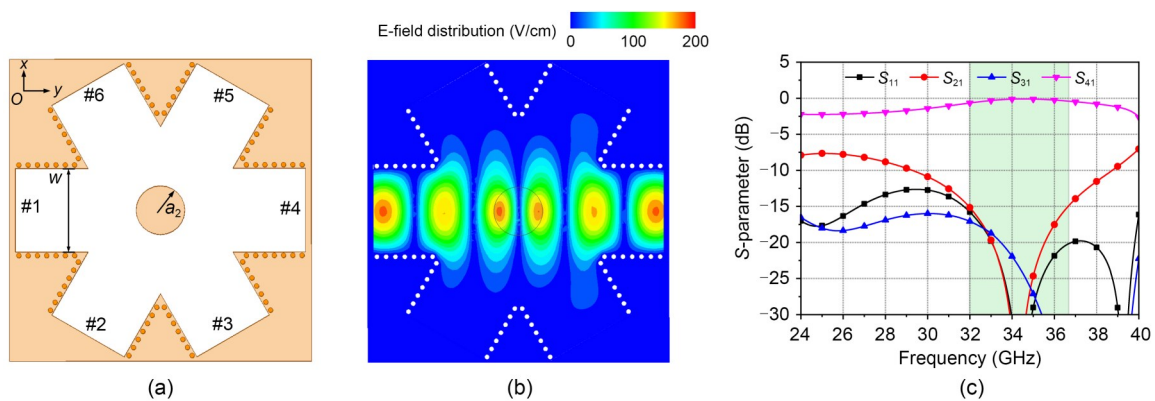 x
O
y
#6
#5
w
#1
#4
a2
#2
#3
(a)
E-field distribution (V/cm)
0
100
200
(b)
S-parameter (dB)
5
0
−5
−10
−15
−20
−25
−30
S11
S21
S31
S41
24 26 28 30 32 34 36 38 40
Frequency (GHz)
(c)